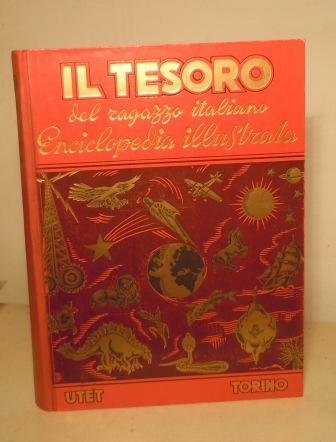 IL TESORO
del ragazzo italiano
Enciclopedia illustrata
UTET TORINO